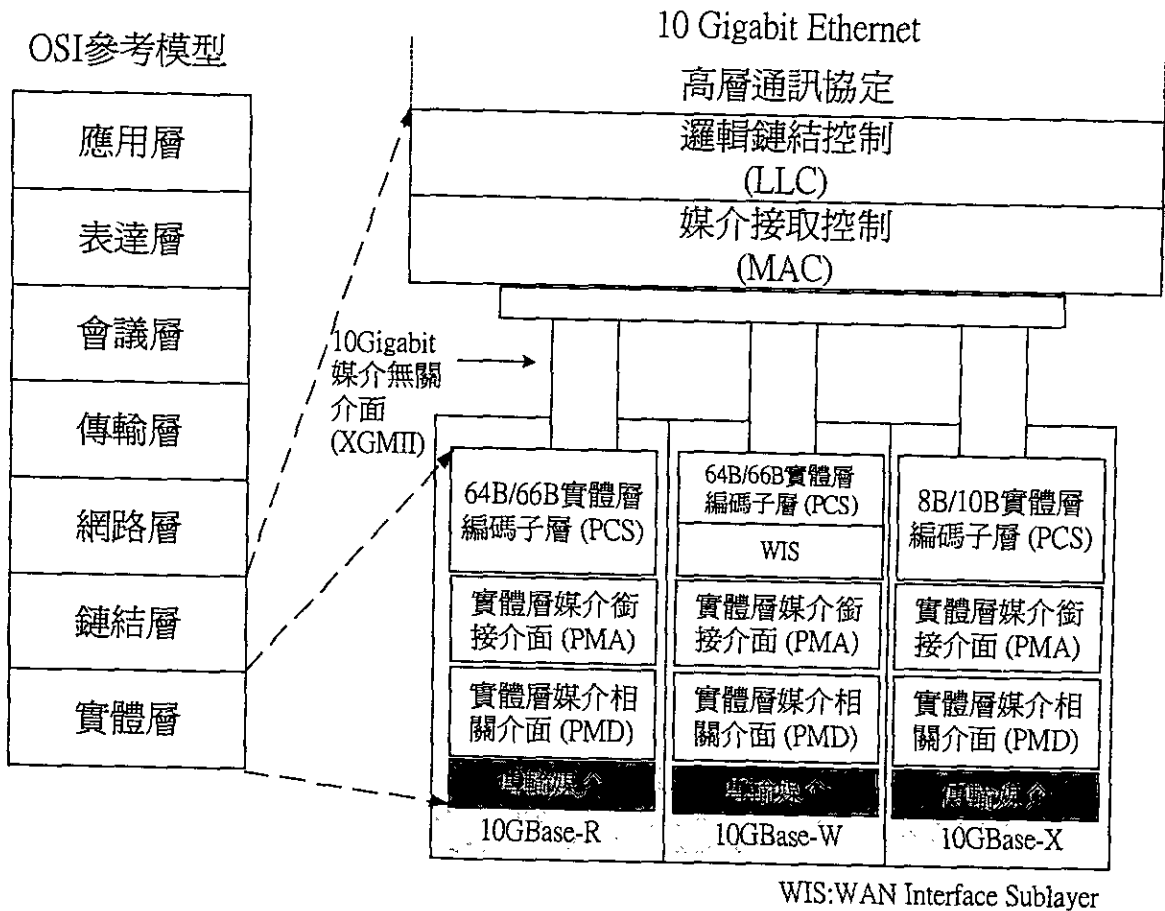 OSI參考模型
應用層
表達層
會議層
傳輸層
網路層
鏈結層
實體層
10 Gigabit Ethernet
高層通訊協定
邏輯鏈結控制
(LLC)
媒介接取控制
(MAC)
10Gigabit
媒介無關
介面
(XGMII)
64B/66B實體層
編碼子層 (PCS)
實體層媒介銜
接介面 (PMA)
實體層媒介相
關介面 (PMD)
傳輸媒介
10GBase-R
64B/66B實體層
編碼子層 (PCS)
WIS
實體層媒介銜
接介面 (PMA)
實體層媒介相
關介面 (PMD)
傳輸媒介
10GBase-W
8B/10B實體層
編碼子層 (PCS)
實體層媒介銜
接介面 (PMA)
實體層媒介相
關介面 (PMD)
傳輸媒介
10GBase-X
WIS:WAN Interface Sublayer